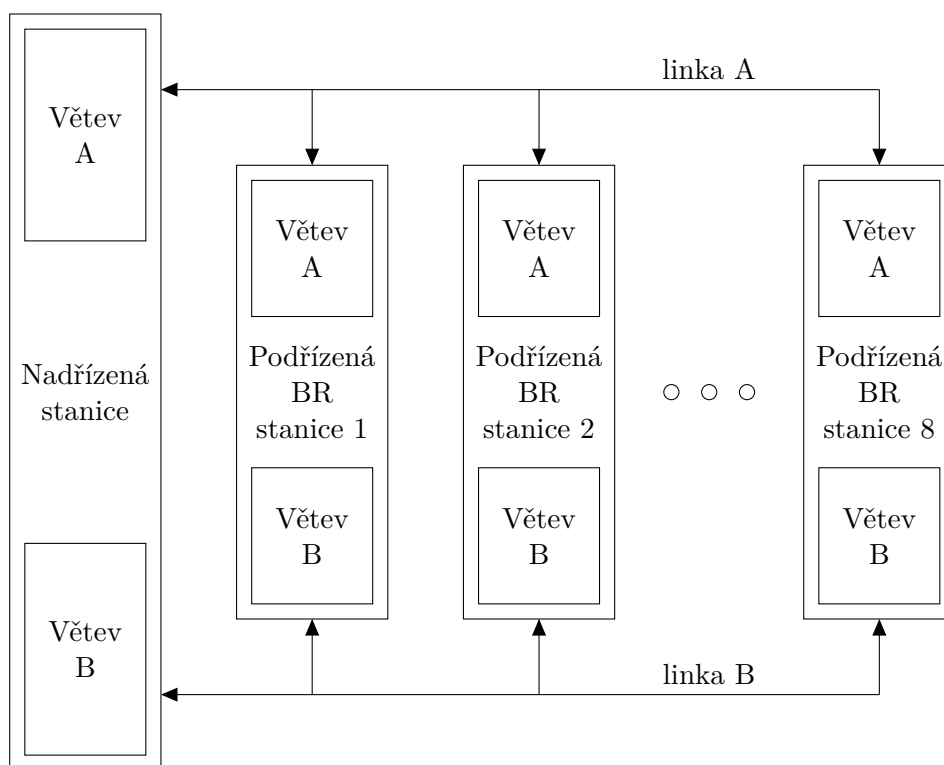 Větev
A
Nadřízená
stanice
Větev
B
linka A
Větev
A
Podřízená
BR
stanice 1
Větev
B
Větev
A
Podřízená
BR
stanice 2
Větev
B
Větev
A
Podřízená
BR
stanice 8
Větev
B
linka B